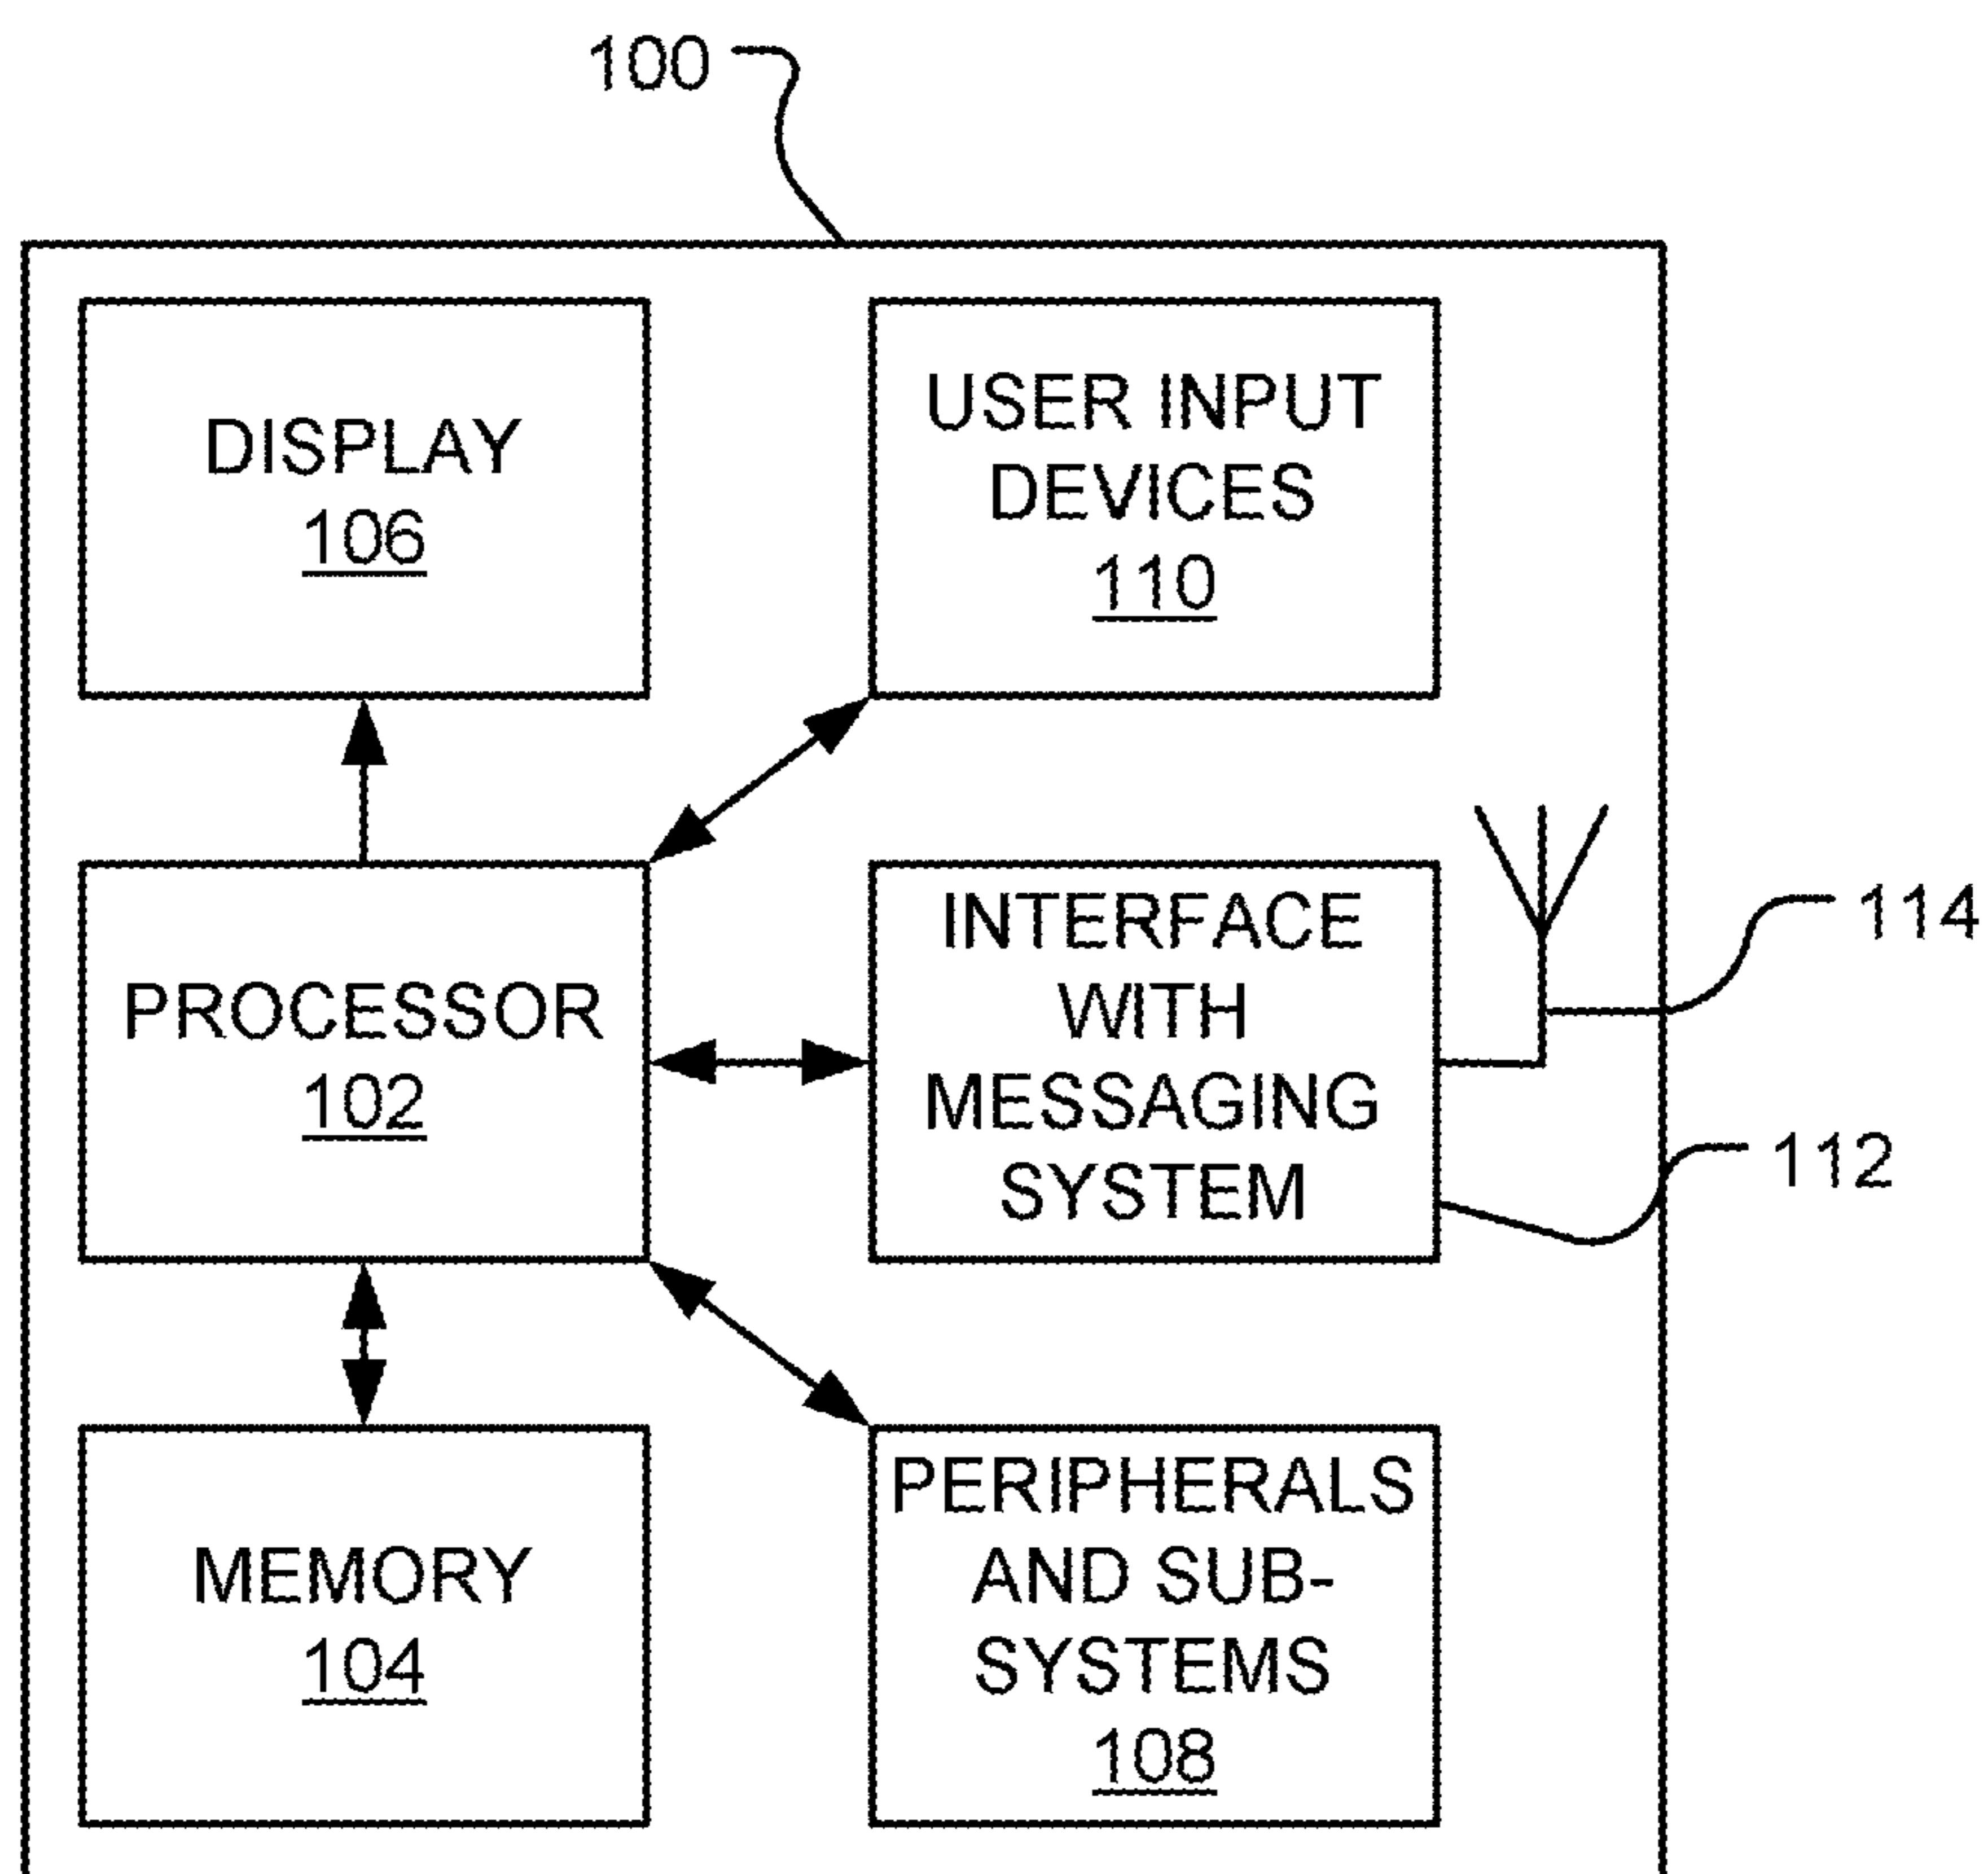 100
DISPLAY
106
USER INPUT
DEVICES
110
PROCESSOR
102
INTERFACE
WITH
MESSAGING
SYSTEM
114
112
MEMORY
104
PERIPHERALS
AND SUB-
SYSTEMS
108